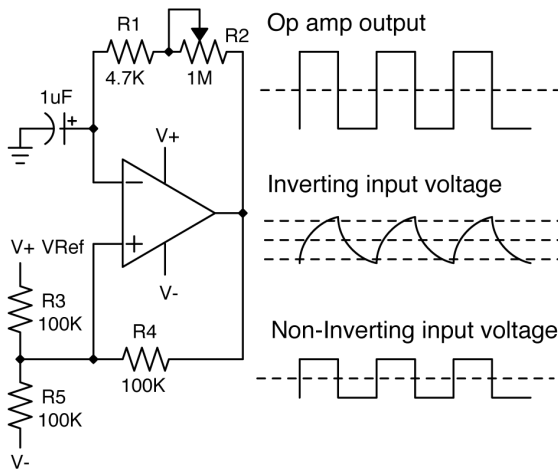 R1
R2
4.7K
1M
1uF
+
V+
−
+
V-
V+ VRef
R3
100K
R4
100K
R5
100K
V-
Op amp output
Inverting input voltage
Non-Inverting input voltage